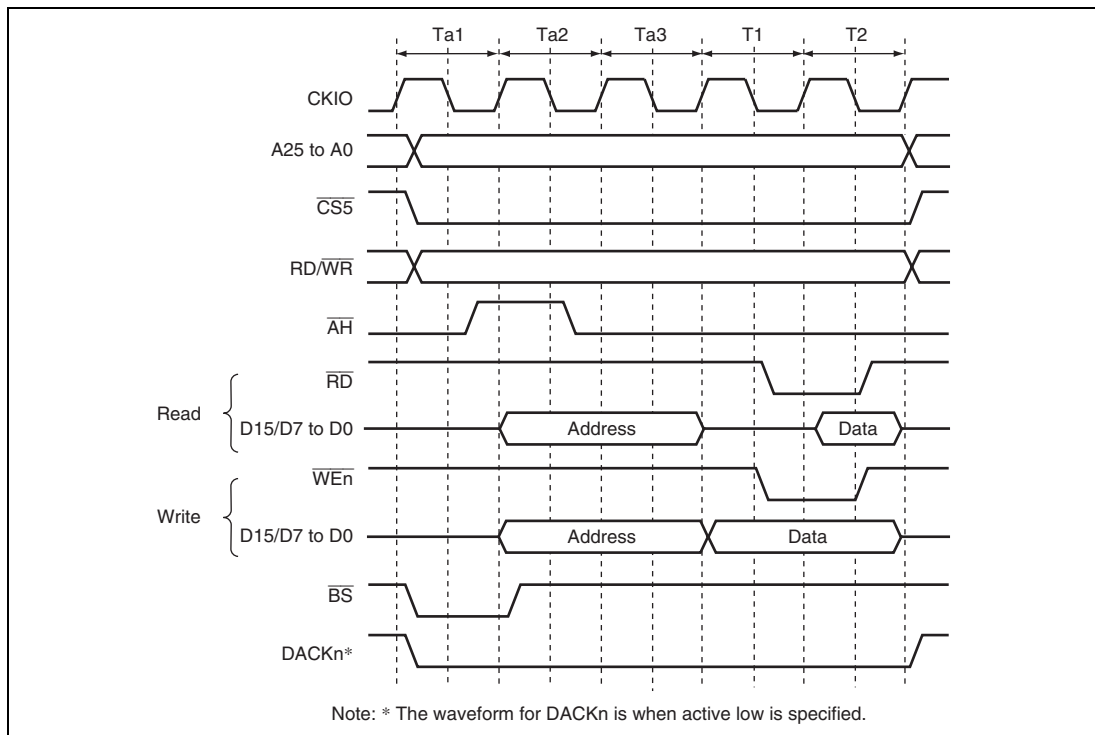 Ta1 Ta2 Ta3 T1 T2
CKIO
A25 to A0
CS5
RD/WR
AH
RD
Read
D15/D7 to D0 Address Data
WEn
Write
D15/D7 to D0 Address Data
BS
DACKn*
Note: * The waveform for DACKn is when active low is specified.